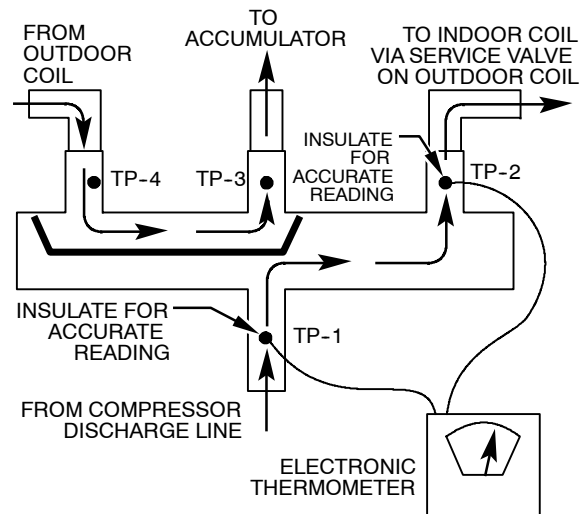 FROM
OUTDOOR
COIL
TO
ACCUMULATOR
TO INDOOR COIL
VIA SERVICE VALVE
ON OUTDOOR COIL
INSULATE
FOR
ACCURATE
READING
TP-4
TP-3
TP-2
INSULATE FOR
ACCURATE
READING
TP-1
FROM COMPRESSOR
DISCHARGE LINE
ELECTRONIC
THERMOMETER